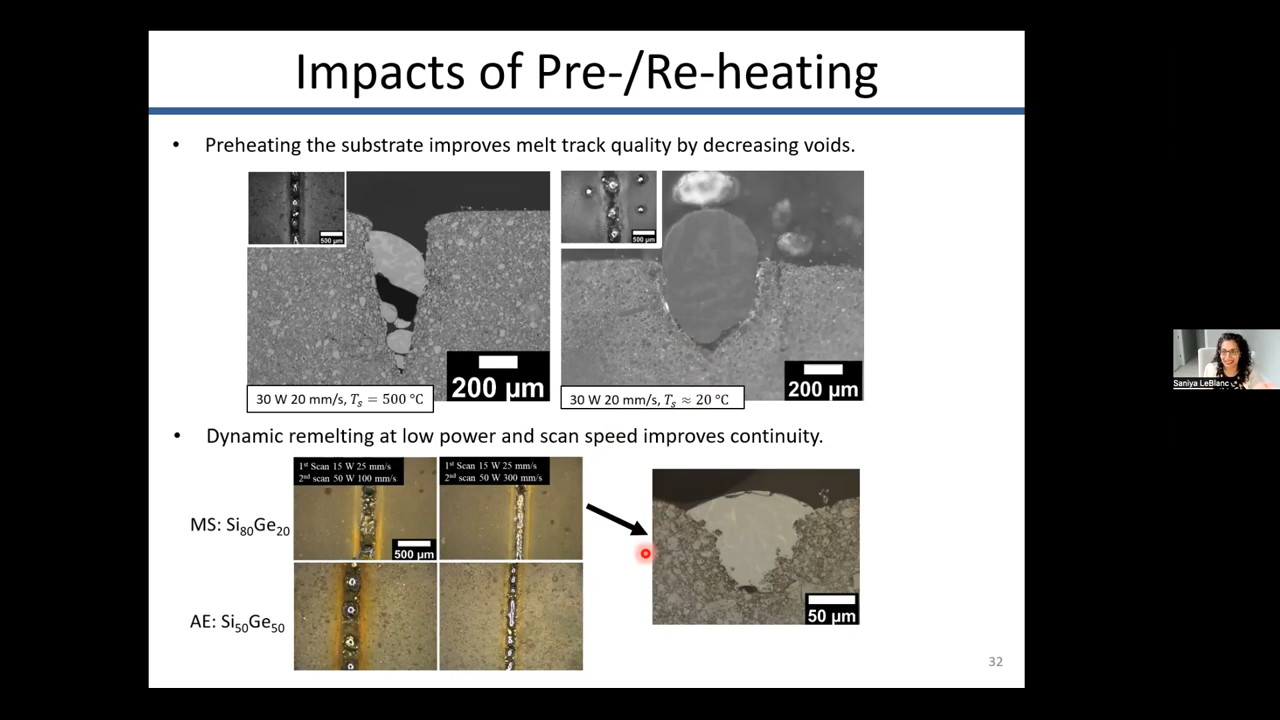 Impacts of Pre-/Re-heating
• Preheating the substrate improves melt track quality by decreasing voids.
500 µm
200 µm
30 W 20 mm/s, Tₛ = 500 °C
500 µm
200 µm
30 W 20 mm/s, Tₛ ≈ 20 °C
• Dynamic remelting at low power and scan speed improves continuity.
1ˢᵗ Scan 15 W 25 mm/s
2ⁿᵈ scan 50 W 100 mm/s
1ˢᵗ Scan 15 W 25 mm/s
2ⁿᵈ scan 50 W 300 mm/s
MS: Si₈₀Ge₂₀
500 µm
AE: Si₅₀Ge₅₀
50 µm
32
Saniya LeBlanc